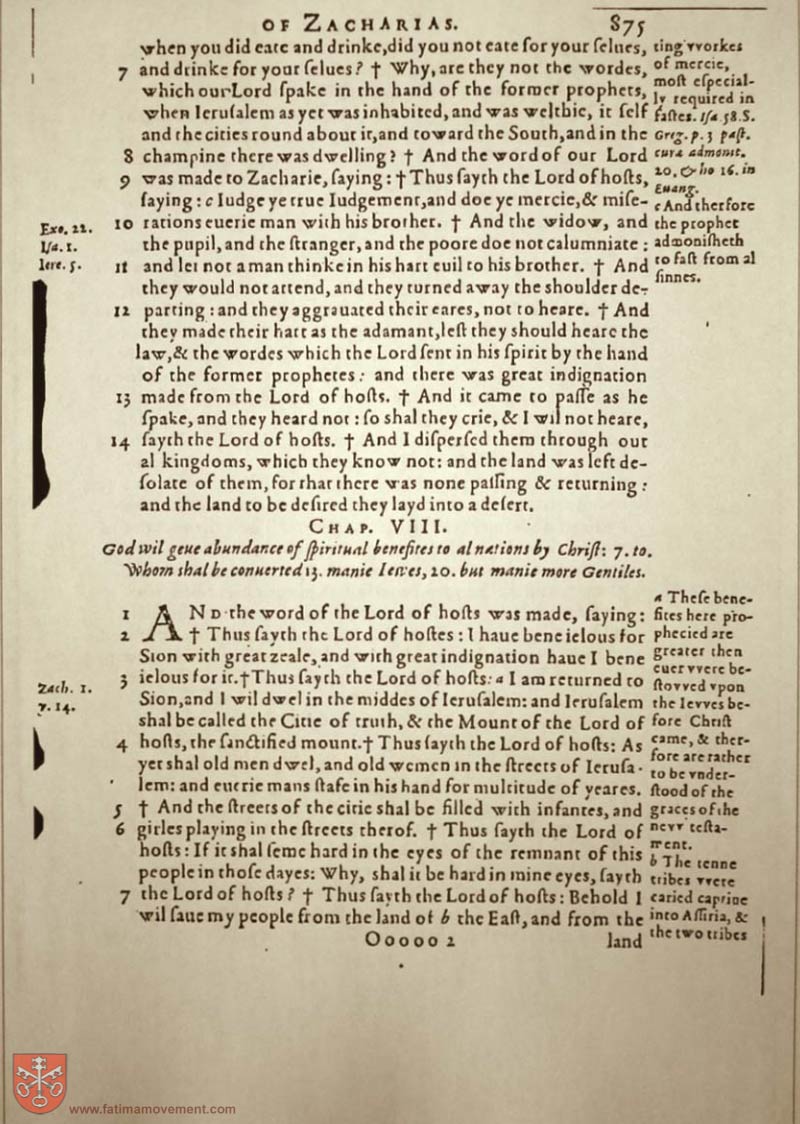 OF ZACHARIAS. 875
when you did eate and drinke, did you not eate for your ſelues,
7 and drinke for your ſelues? † Why, are they not the wordes,
which our Lord ſpake in the hand of the former prophets,
when Ieruſalem as yet was inhabited, and was welthie, it ſelf
and the cities round about it, and toward the South, and in the
8 champine there was dwelling? † And the word of our Lord
9 was made to Zacharie, ſaying: † Thus ſayth the Lord of hoſts,
ſaying: c Iudge ye true Iudgement, and doe ye mercie, & miſe-
10 rations euerie man with his brother. † And the widow, and
the pupil, and the ſtranger, and the poore doe not calumniate:
11 and let not a man thinke in his hart euil to his brother. † And
they would not attend, and they turned away the shoulder de-
12 parting: and they aggrauated their eares, not to heare. † And
they made their hart as the adamant, leſt they should heare the
law, & the wordes which the Lord ſent in his ſpirit by the hand
of the former prophetes: and there was great indignation
13 made from the Lord of hoſts. † And it came to paſſe as he
ſpake, and they heard not: ſo shal they crie, & I wil not heare,
14 ſayth the Lord of hoſts. † And I diſperſed them through out
al kingdoms, which they know not: and the land was left de-
ſolate of them, for that there was none paſſing & returning:
and the land to be deſired they layd into a deſert.
ting workes
of mercie,
moſt eſpecial-
ly required in
faſtes. Iſa 58. S.
Greg. p. 3 paſt.
cura admonit.
20. & ho 16. in
Euang.
c And therfore
the prophet
admoniſheth
to faſt from al
ſinnes.
Exo. 22.
Iſa. 1.
Iere. 5.
CHAP. VIII.
God wil geue abundance of ſpiritual benefites to al nations by Chriſt: 7. to.
Whom shal be conuerted 13. manie Iewes, 20. but manie more Gentiles.
1 AND the word of the Lord of hoſts was made, ſaying:
2 † Thus ſayth the Lord of hoſtes: I haue bene ielous for
Sion with great zeale, and with great indignation haue I bene
3 ielous for it. † Thus ſayth the Lord of hoſts: a I am returned to
Sion, and I wil dwel in the middes of Ieruſalem: and Ieruſalem
shal be called the Citie of truth, & the Mount of the Lord of
4 hoſts, the ſanctified mount. † Thus ſayth the Lord of hoſts: As
yet shal old men dwel, and old wemen in the ſtreets of Ieruſa-
lem: and euerie mans ſtafe in his hand for multitude of yeares.
5 † And the ſtreets of the citie shal be filled with infantes, and
6 girles playing in the ſtreets therof. † Thus ſayth the Lord of
hoſts: If it shal ſeme hard in the eyes of the remnant of this
people in thoſe dayes: Why, shal it be hard in mine eyes, ſayth
7 the Lord of hoſts? † Thus ſayth the Lord of hoſts: Behold I
wil ſaue my people from the land of b the Eaſt, and from the
Ooooo 2 land
a Theſe bene-
fites here pro-
phecied are
greater then
euer were be-
ſtowed vpon
the Iewes be-
fore Chriſt
came, & ther-
fore are rather
to be vnder-
ſtood of the
graces of the
new teſta-
ment.
b The tenne
tribes were
caried captiue
into Aſſiria, &
the two tribes
Zach. 1.
v. 14.
www.fatimamovement.com